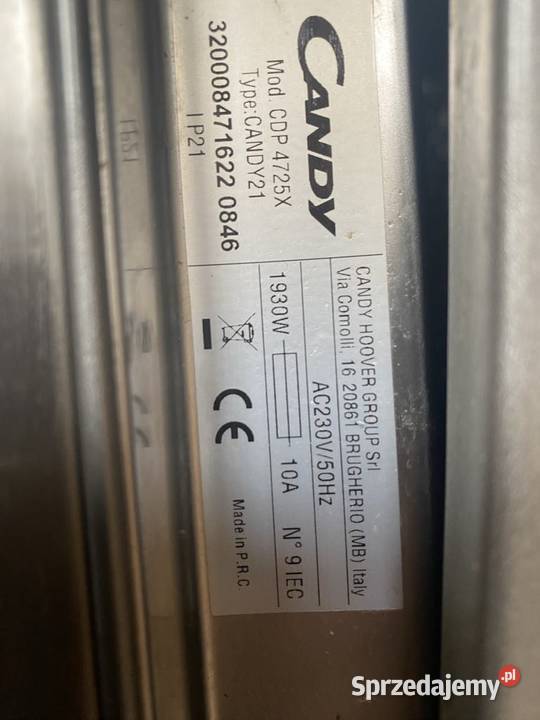 CANDY
Mod. CDP 4725X
Type:CANDY21
32000847 1622 0846
IP21
CANDY HOOVER GROUP Srl
Via Comolli, 16 20861 BRUGHERIO (MB) Italy
AC230V/50Hz
1930W 10A N° 9 IEC
CE
Made in P.R.C.
Sprzedajemy.pl